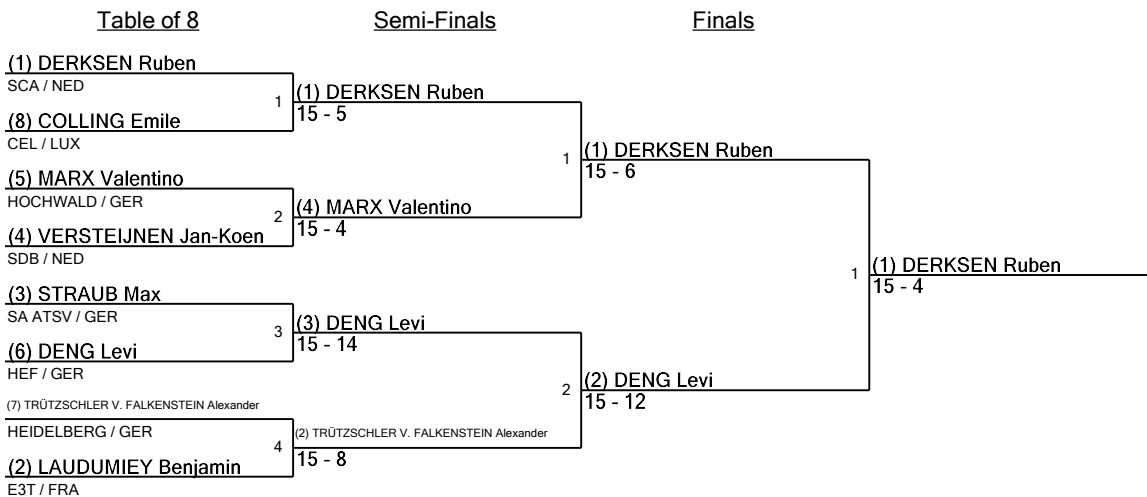 Table of 8 Semi-Finals Finals
(1) DERKSEN Ruben
SCA / NED
1
(8) COLLING Emile
CEL / LUX
(5) MARX Valentino
HOCHWALD / GER
2
(4) VERSTEIJNEN Jan-Koen
SDB / NED
(3) STRAUB Max
SA ATSV / GER
3
(6) DENG Levi
HEF / GER
(7) TRÜTZSCHLER V. FALKENSTEIN Alexander
HEIDELBERG / GER
4
(2) LAUDUMIEY Benjamin
E3T / FRA
(1) DERKSEN Ruben
15 - 5
1
(4) MARX Valentino
15 - 4
(3) DENG Levi
15 - 14
2
(2) TRÜTZSCHLER V. FALKENSTEIN Alexander
15 - 8
(1) DERKSEN Ruben
15 - 6
1
(2) DENG Levi
15 - 12
(1) DERKSEN Ruben
15 - 4